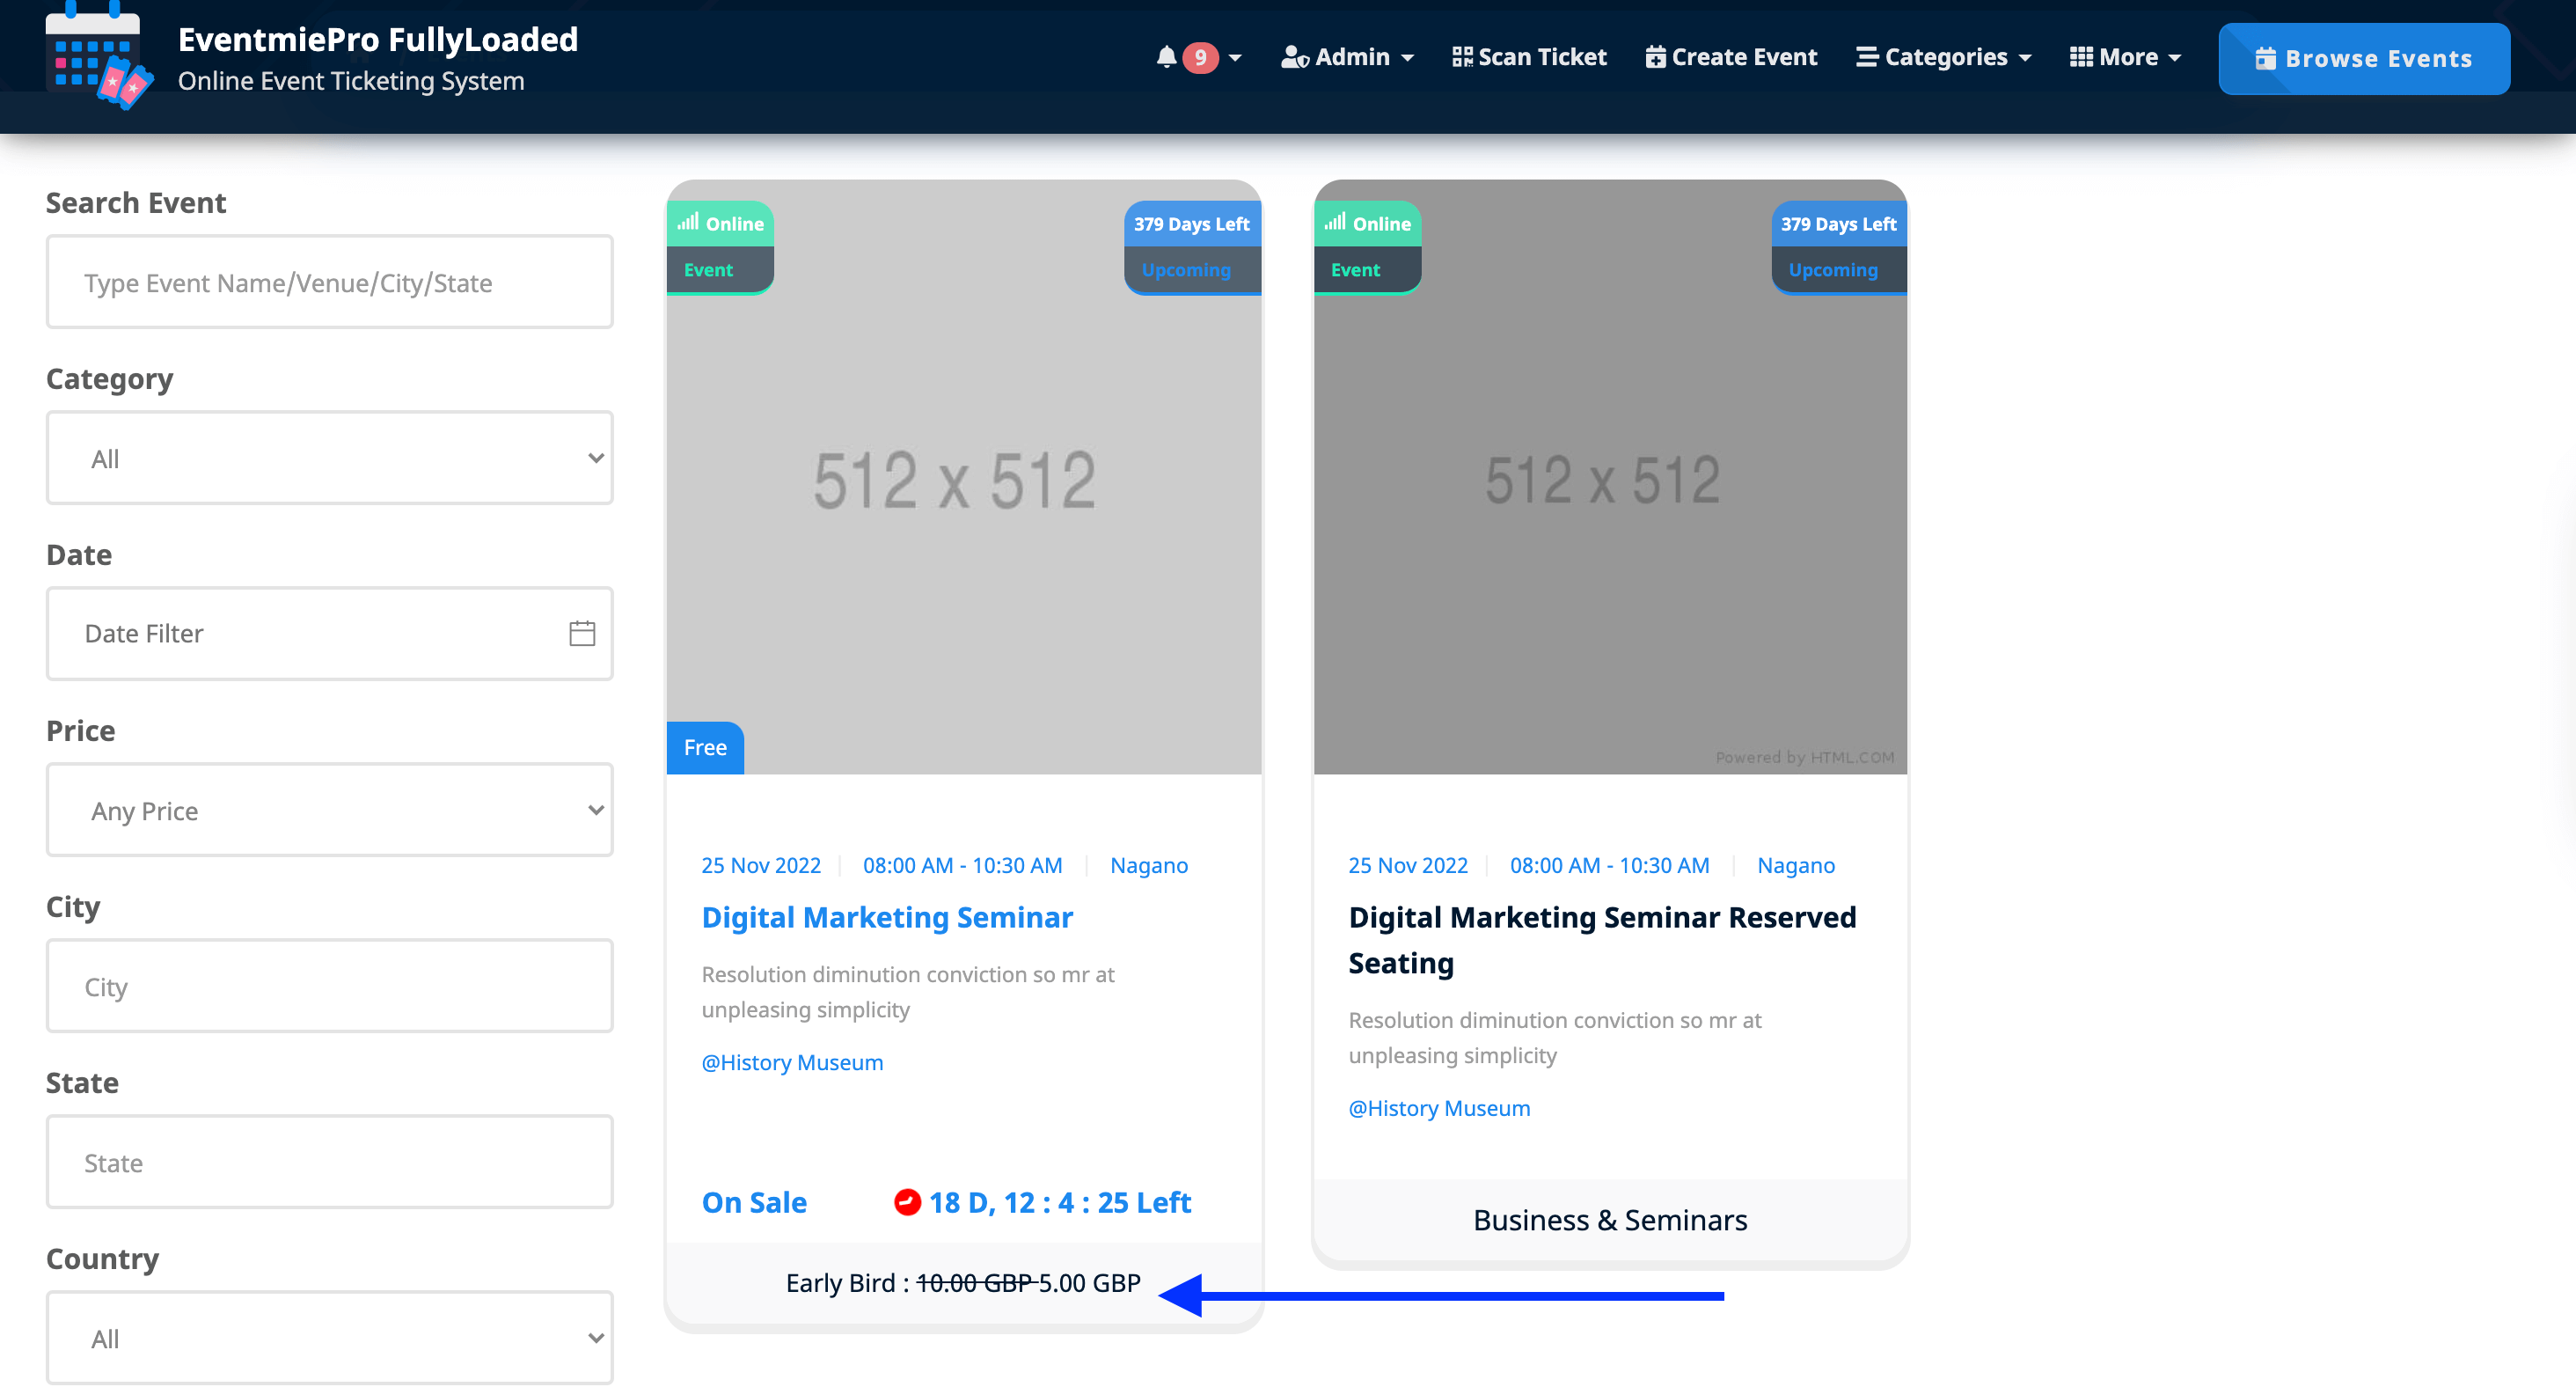 EventmiePro FullyLoaded
Online Event Ticketing System
9
Admin
Scan Ticket
Create Event
Categories
More
Browse Events
Search Event
Type Event Name/Venue/City/State
Category
All
Date
Date Filter
Price
Any Price
City
City
State
State
Country
All
Online
Event
379 Days Left
Upcoming
512 x 512
Free
25 Nov 2022
08:00 AM - 10:30 AM
Nagano
Digital Marketing Seminar
Resolution diminution conviction so mr at
unpleasing simplicity
@History Museum
On Sale
18 D, 12 : 4 : 25 Left
Early Bird : 10.00 GBP 5.00 GBP
Online
Event
379 Days Left
Upcoming
512 x 512
Powered by HTML.COM
25 Nov 2022
08:00 AM - 10:30 AM
Nagano
Digital Marketing Seminar Reserved
Seating
Resolution diminution conviction so mr at
unpleasing simplicity
@History Museum
Business & Seminars